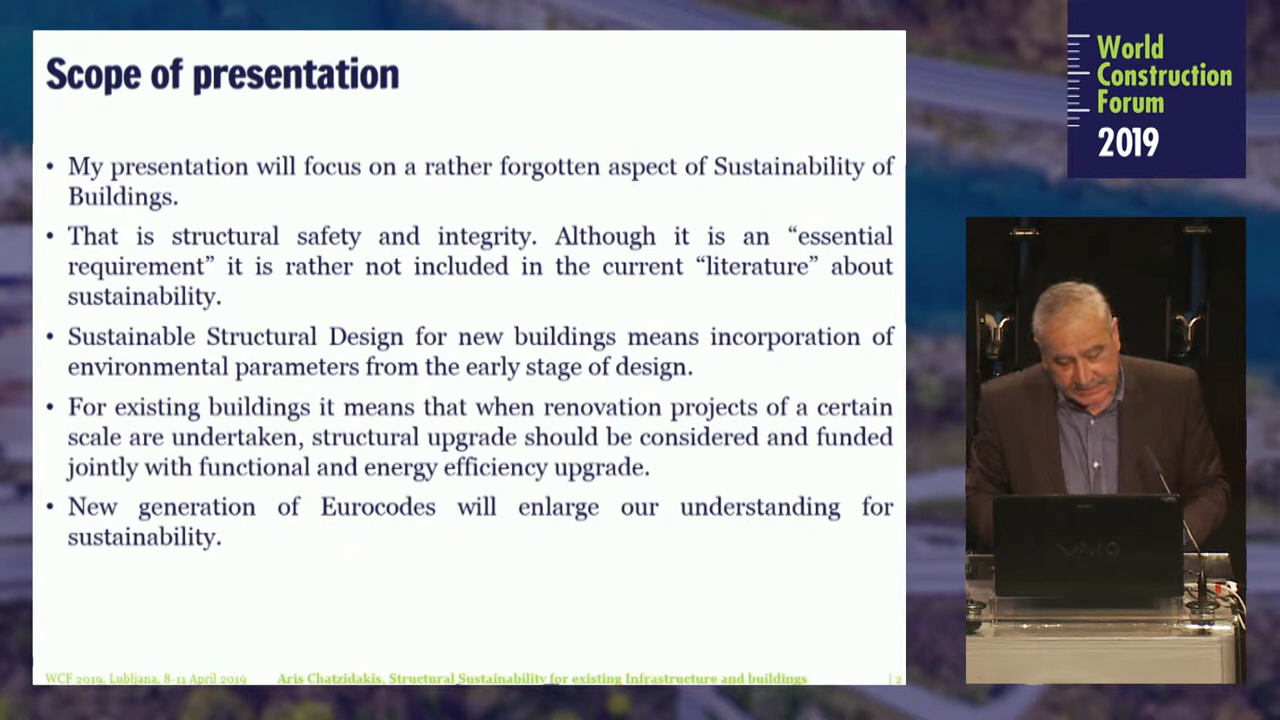 Scope of presentation
• My presentation will focus on a rather forgotten aspect of Sustainability of
Buildings.
• That is structural safety and integrity. Although it is an “essential
requirement” it is rather not included in the current “literature” about
sustainability.
• Sustainable Structural Design for new buildings means incorporation of
environmental parameters from the early stage of design.
• For existing buildings it means that when renovation projects of a certain
scale are undertaken, structural upgrade should be considered and funded
jointly with functional and energy efficiency upgrade.
• New generation of Eurocodes will enlarge our understanding for
sustainability.
WCF 2019, Lubljana, 8-11 April 2019 Aris Chatzidakis, Structural Sustainability for existing Infrastructure and buildings | 2
World
Construction
Forum
2019
VAIO